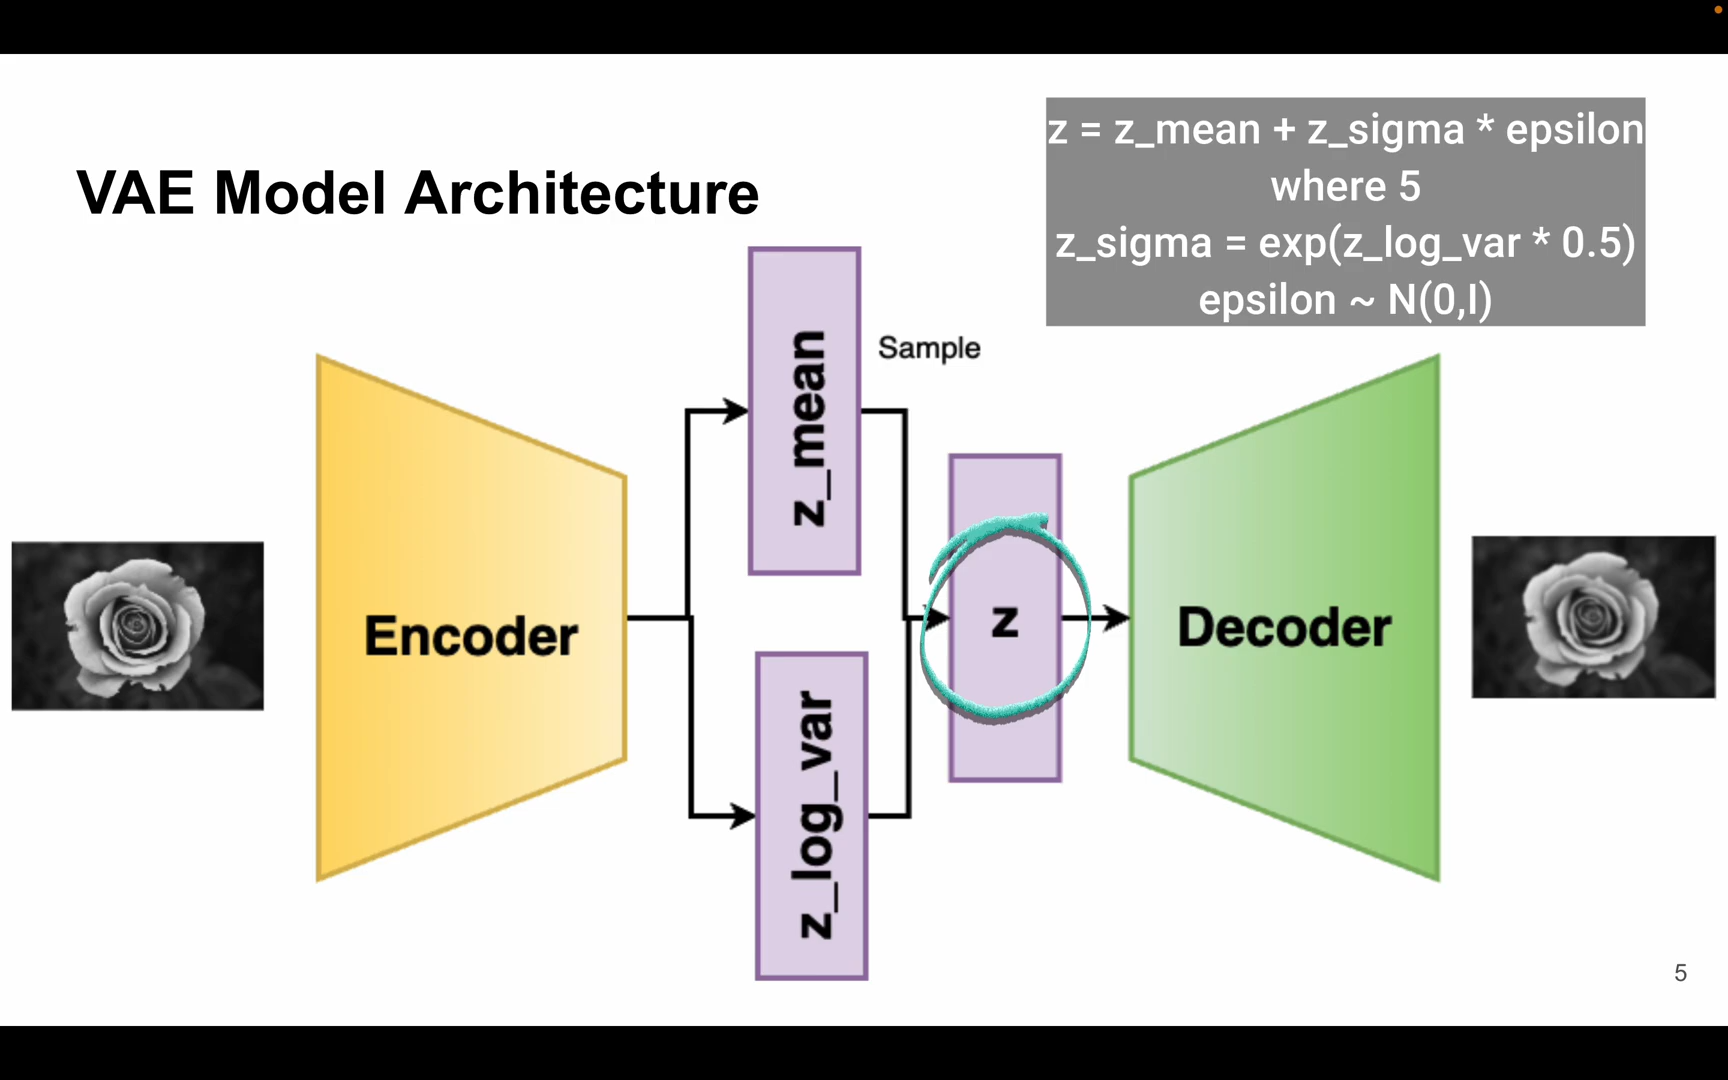 z = z_mean + z_sigma * epsilon
where 5
z_sigma = exp(z_log_var * 0.5)
epsilon ~ N(0,I)
VAE Model Architecture
Sample
z_mean
Encoder
z
Decoder
z_log_var
5